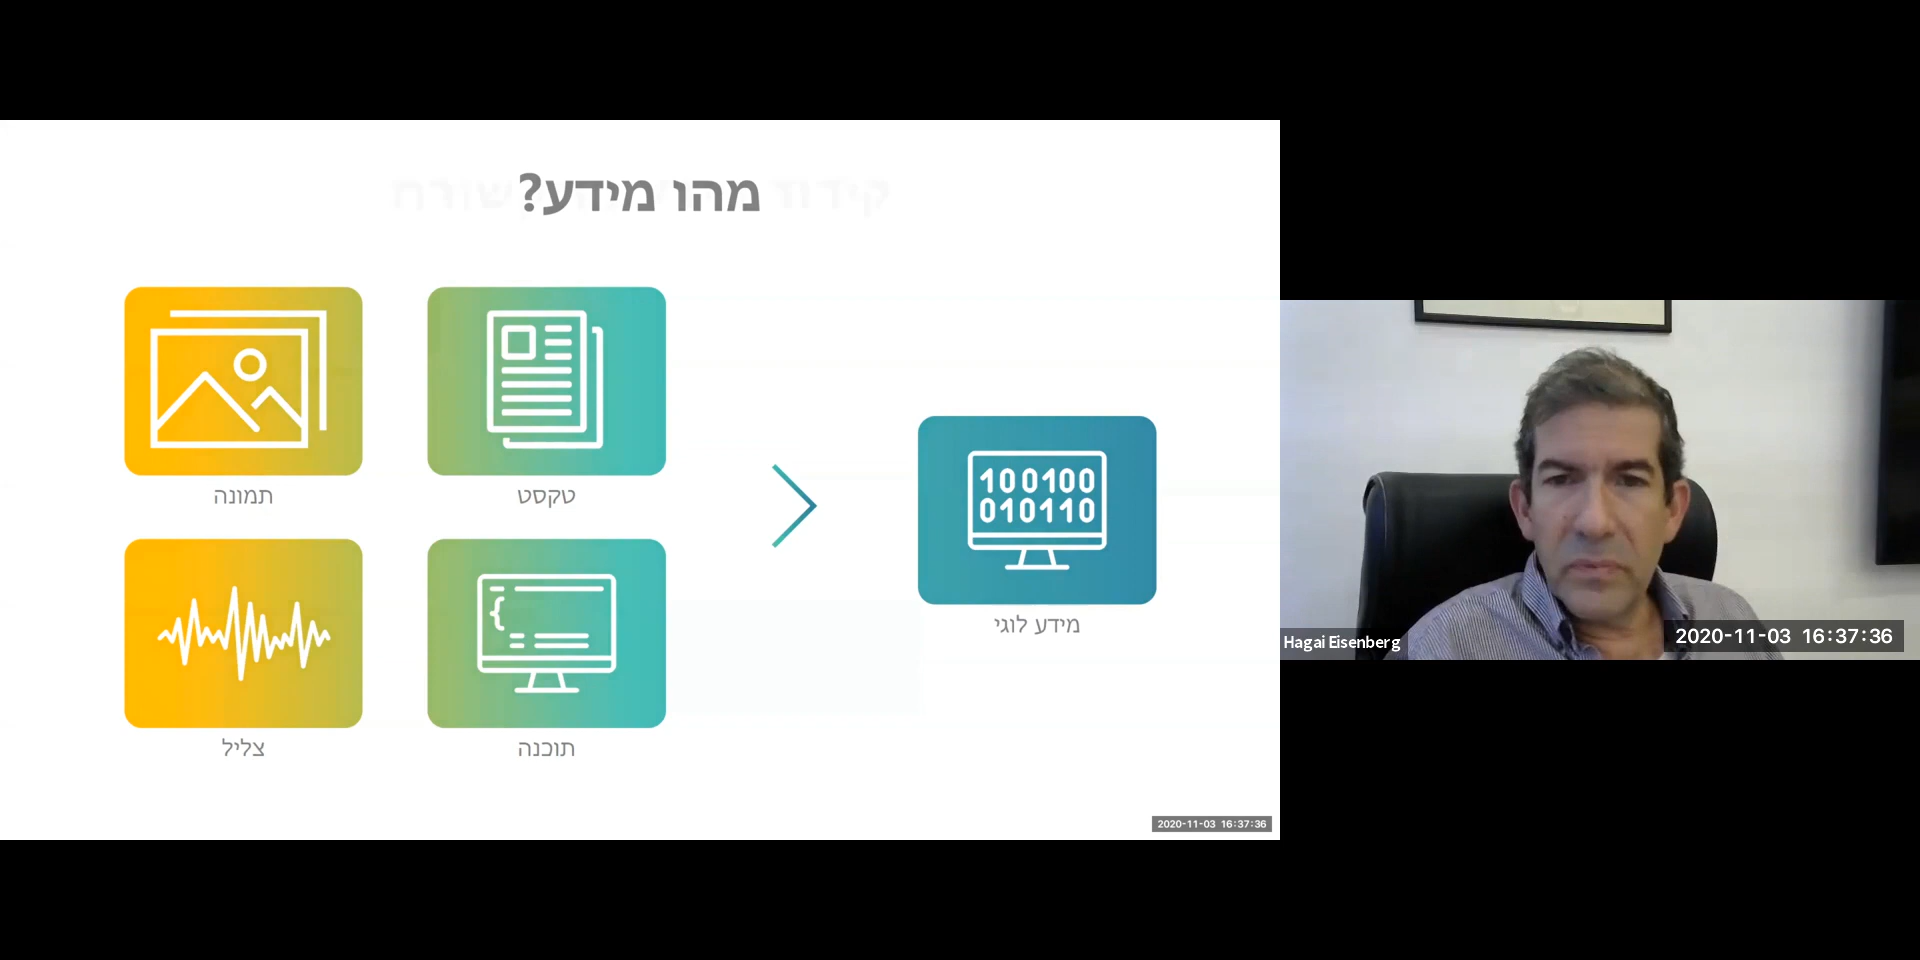 מהו מידע?
תמונה
טקסט
100100
010110
מידע לוגי
צליל
תוכנה
2020-11-03 16:37:36
Hagai Eisenberg
2020-11-03 16:37:36